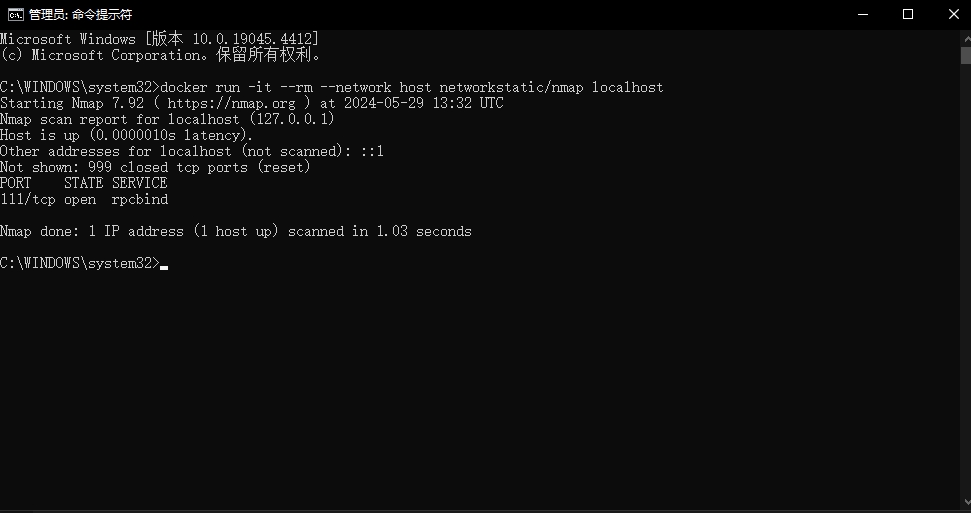 管理员: 命令提示符
Microsoft Windows [版本 10.0.19045.4412]
(c) Microsoft Corporation。保留所有权利。
C:\WINDOWS\system32>docker run -it --rm --network host networkstatic/nmap localhost
Starting Nmap 7.92 ( https://nmap.org ) at 2024-05-29 13:32 UTC
Nmap scan report for localhost (127.0.0.1)
Host is up (0.0000010s latency).
Other addresses for localhost (not scanned): ::1
Not shown: 999 closed tcp ports (reset)
PORT    STATE SERVICE
111/tcp open  rpcbind
Nmap done: 1 IP address (1 host up) scanned in 1.03 seconds
C:\WINDOWS\system32>